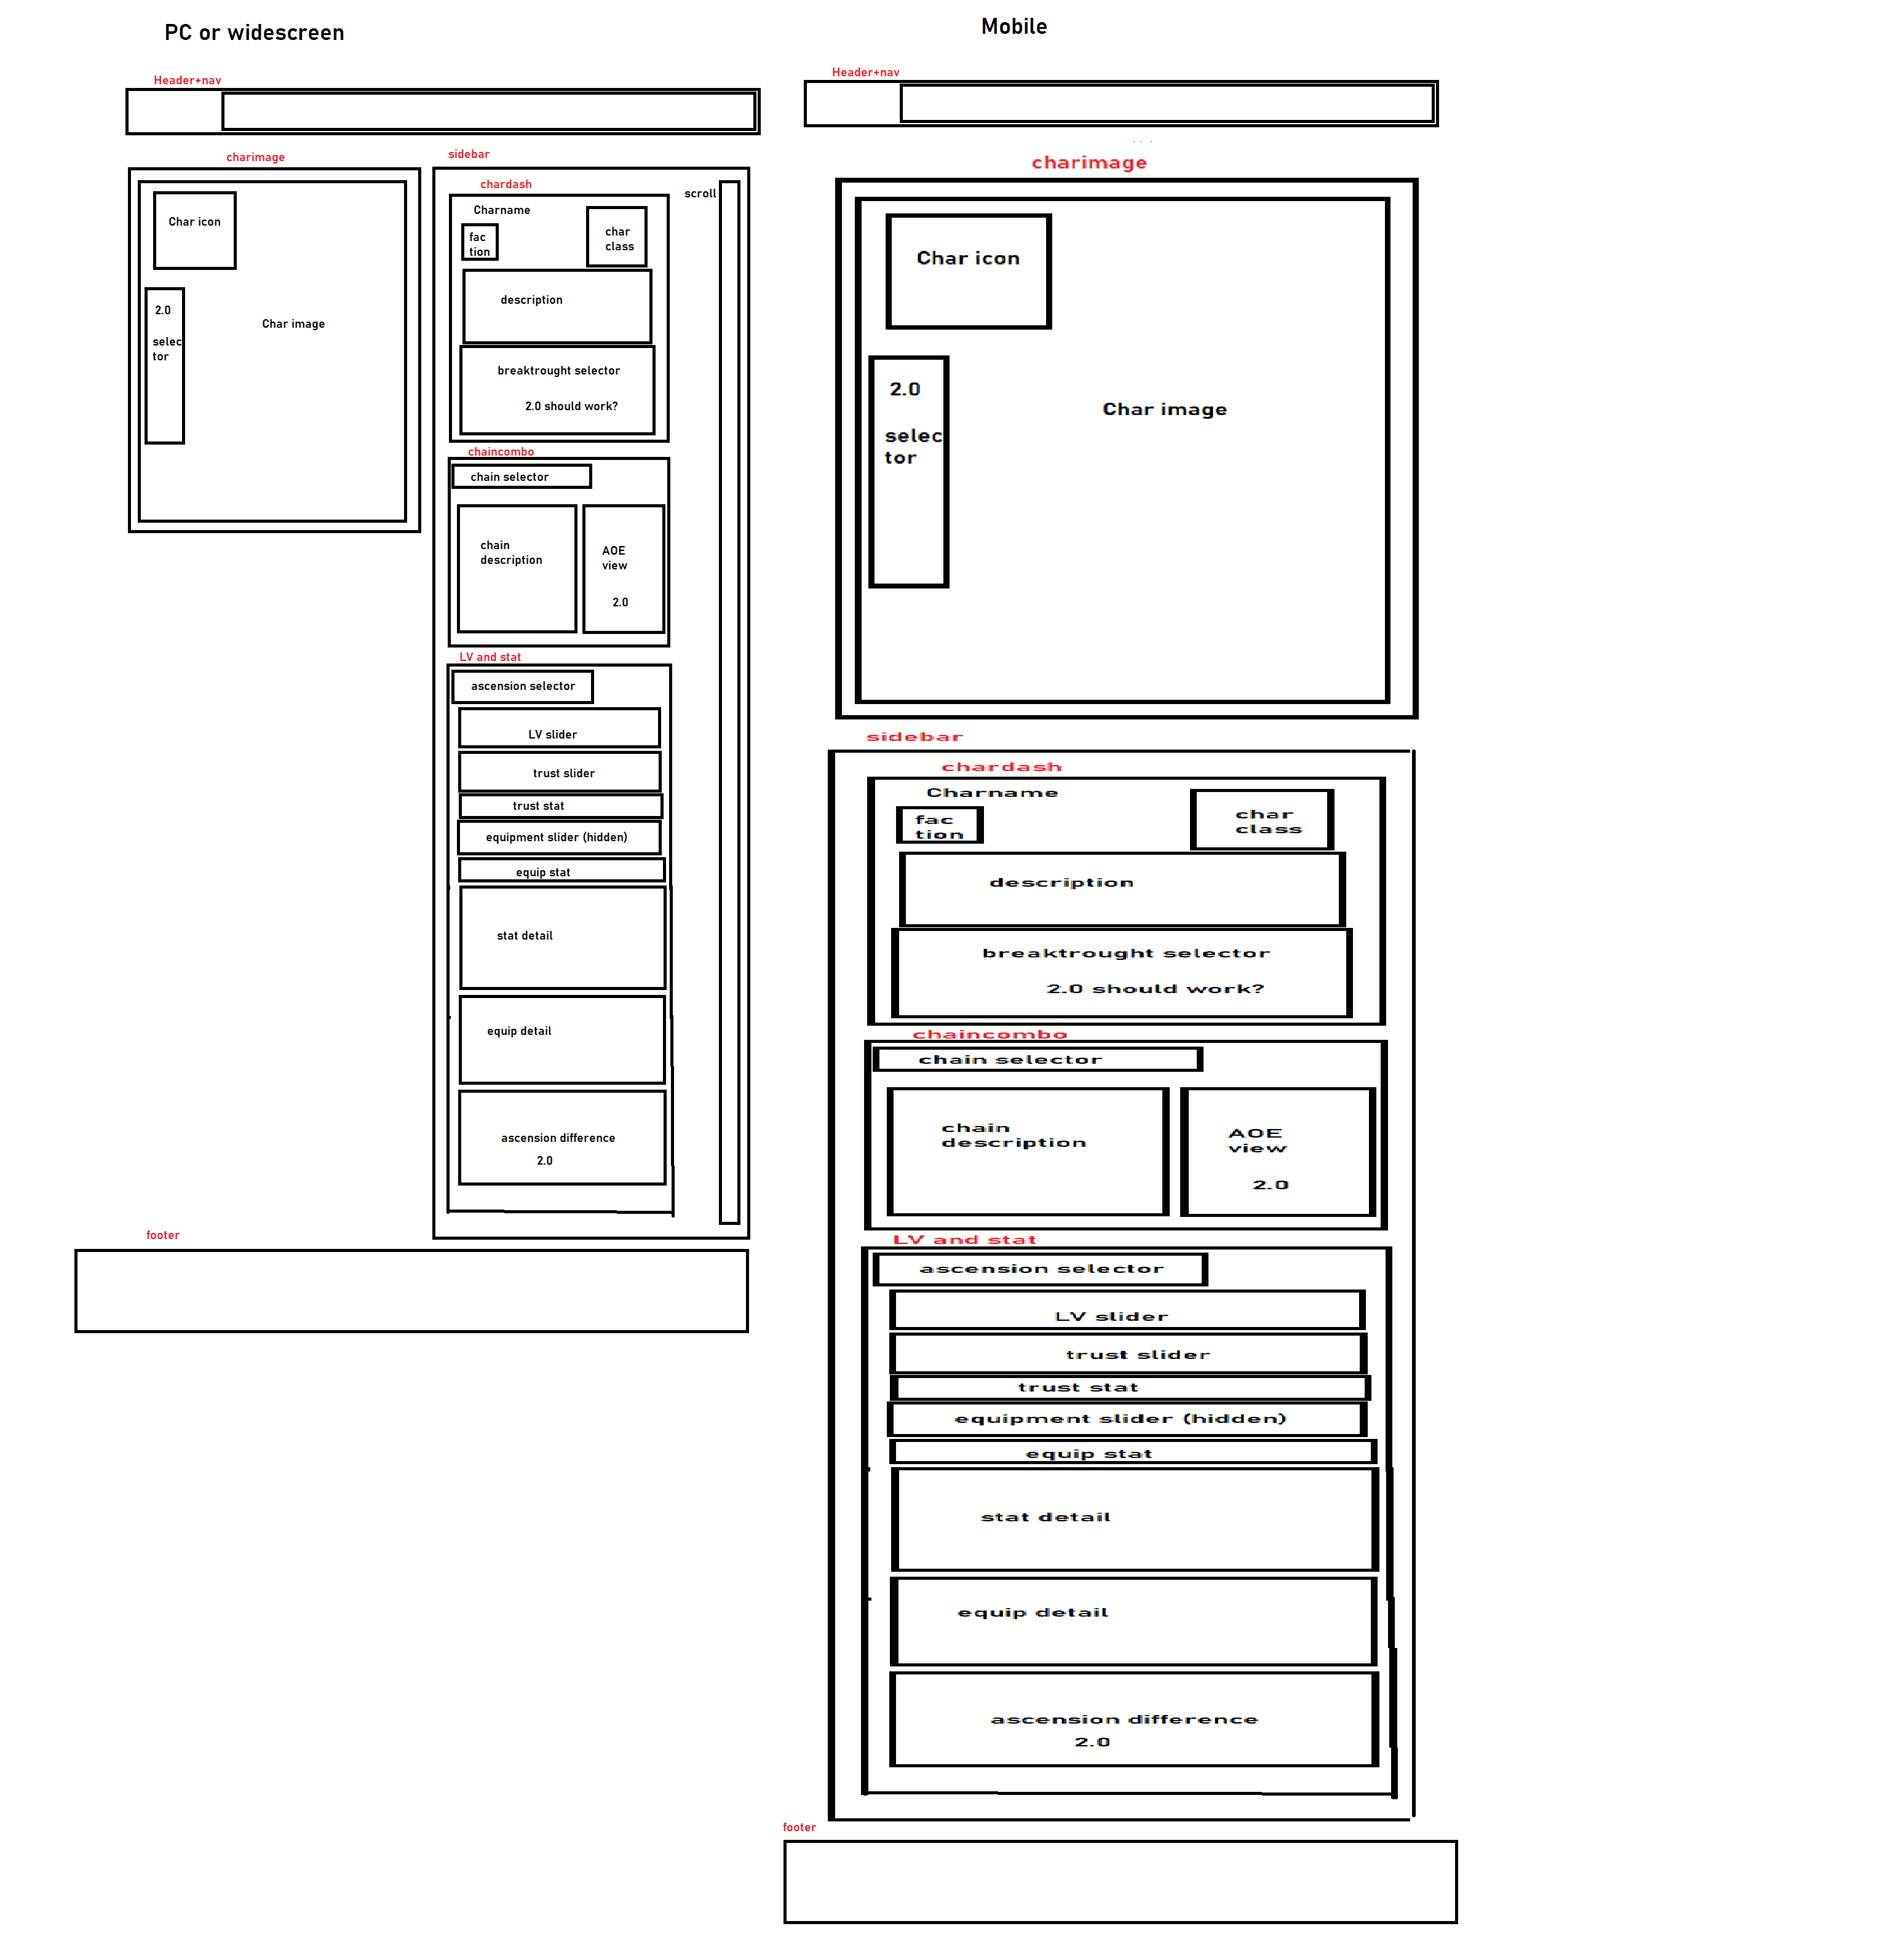 PC or widescreen
Header+nav
charimage
Char icon
2.0
selec
tor
Char image
sidebar
scroll
chardash
Charname
fac
tion
char
class
description
breaktrought selector
2.0 should work?
chaincombo
chain selector
chain
description
AOE
view
2.0
LV and stat
ascension selector
LV slider
trust slider
trust stat
equipment slider (hidden)
equip stat
stat detail
equip detail
ascension difference
2.0
footer
Mobile
Header+nav
charimage
Char icon
2.0
selec
tor
Char image
sidebar
chardash
Charname
fac
tion
char
class
description
breaktrought selector
2.0 should work?
chaincombo
chain selector
chain
description
AOE
view
2.0
LV and stat
ascension selector
LV slider
trust slider
trust stat
equipment slider (hidden)
equip stat
stat detail
equip detail
ascension difference
2.0
footer